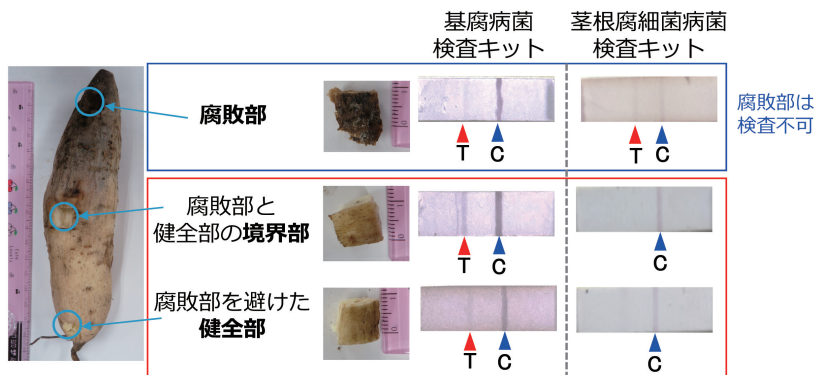 基腐病菌
検査キット
茎根腐細菌病菌
検査キット
腐敗部
T
C
T
C
腐敗部は
検査不可
腐敗部と
健全部の境界部
T
C
C
腐敗部を避けた
健全部
T
C
C